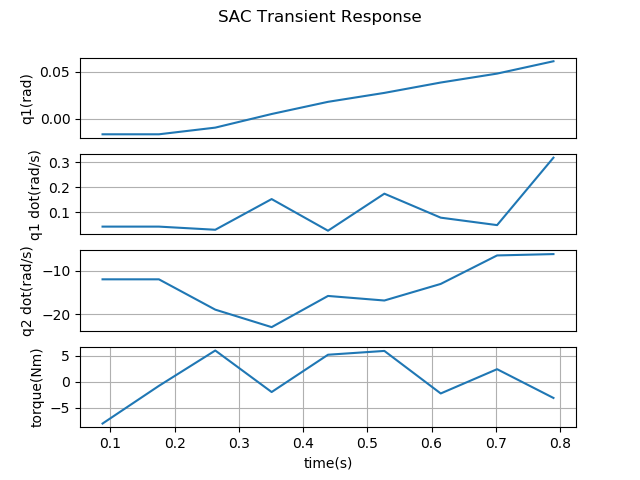 SAC Transient Response
q1(rad)
0.05
0.00
q1 dot(rad/s)
0.3
0.2
0.1
q2 dot(rad/s)
−10
−20
torque(Nm)
5
0
−5
0.1 0.2 0.3 0.4 0.5 0.6 0.7 0.8
time(s)